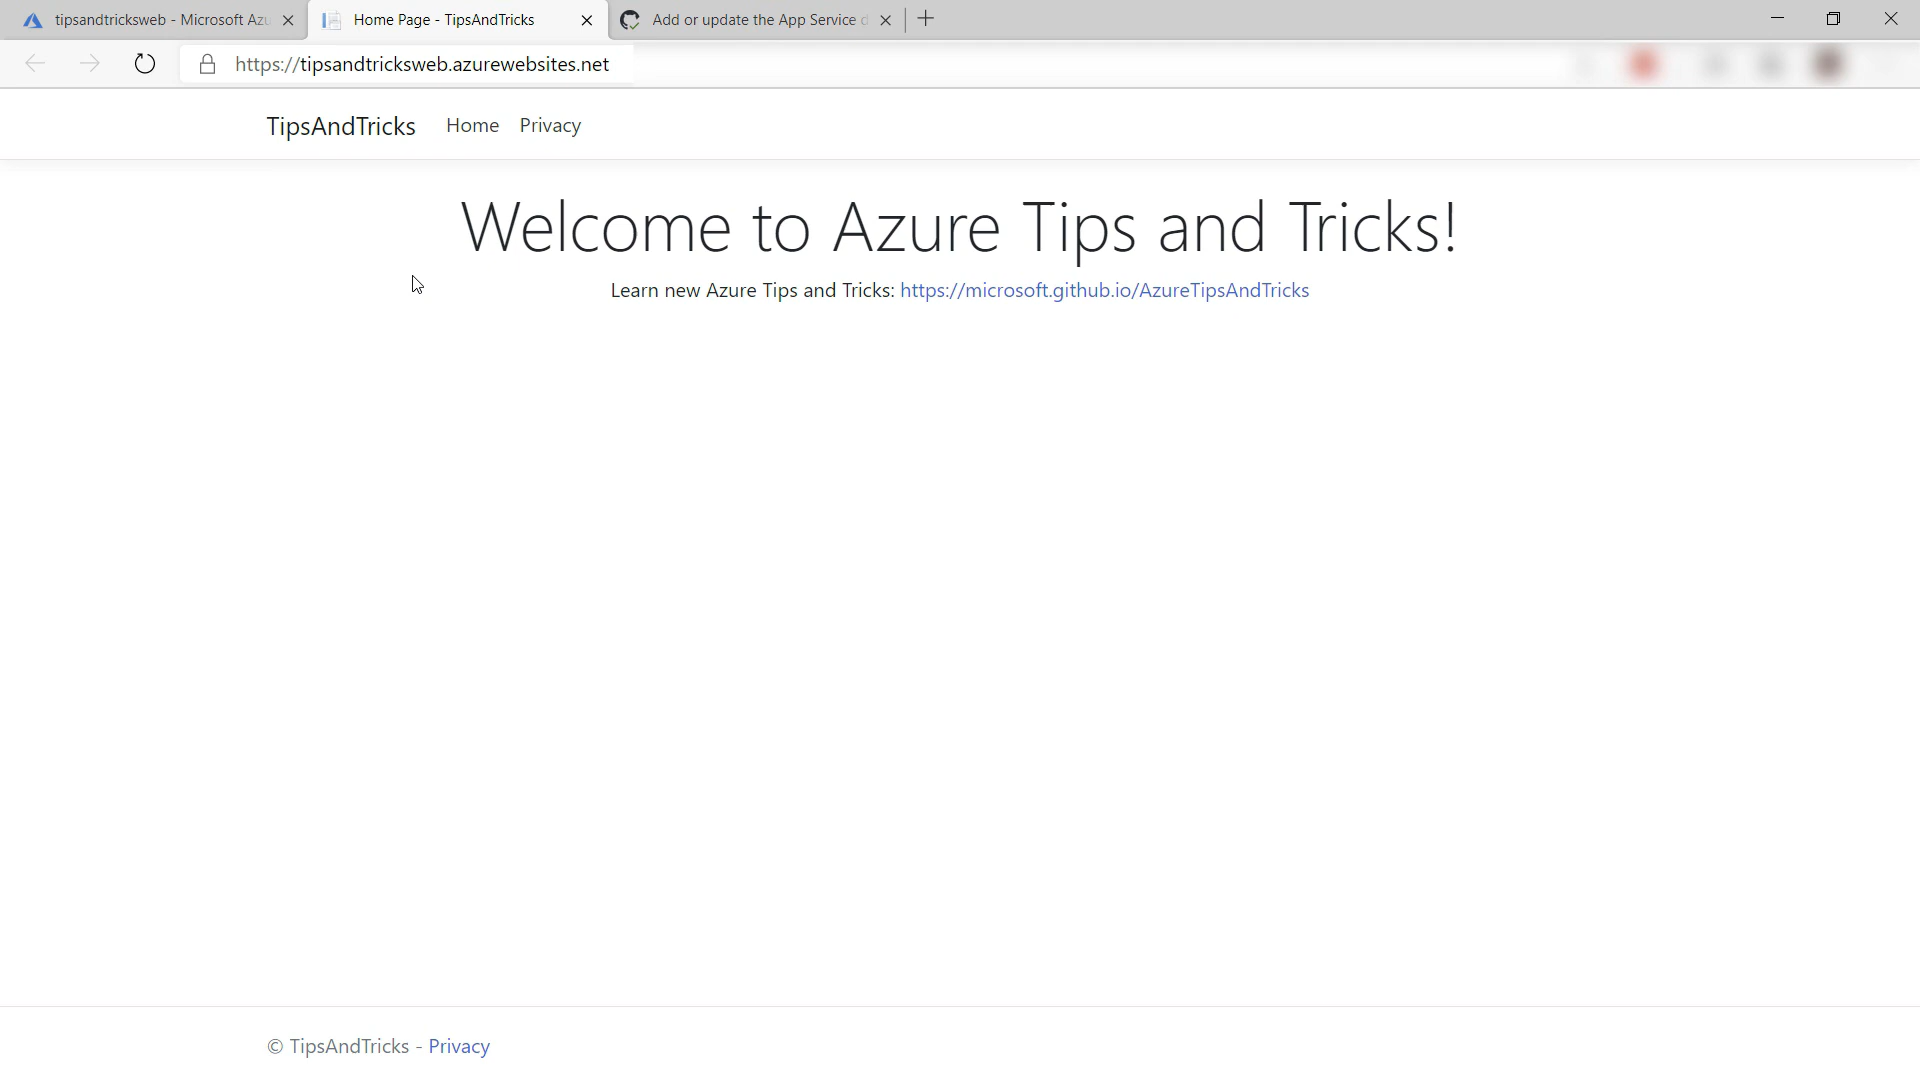 tipsandtricksweb - Microsoft Azu
Home Page - TipsAndTricks
Add or update the App Service d
https://tipsandtricksweb.azurewebsites.net
TipsAndTricks Home Privacy
Welcome to Azure Tips and Tricks!
Learn new Azure Tips and Tricks: https://microsoft.github.io/AzureTipsAndTricks
© TipsAndTricks - Privacy